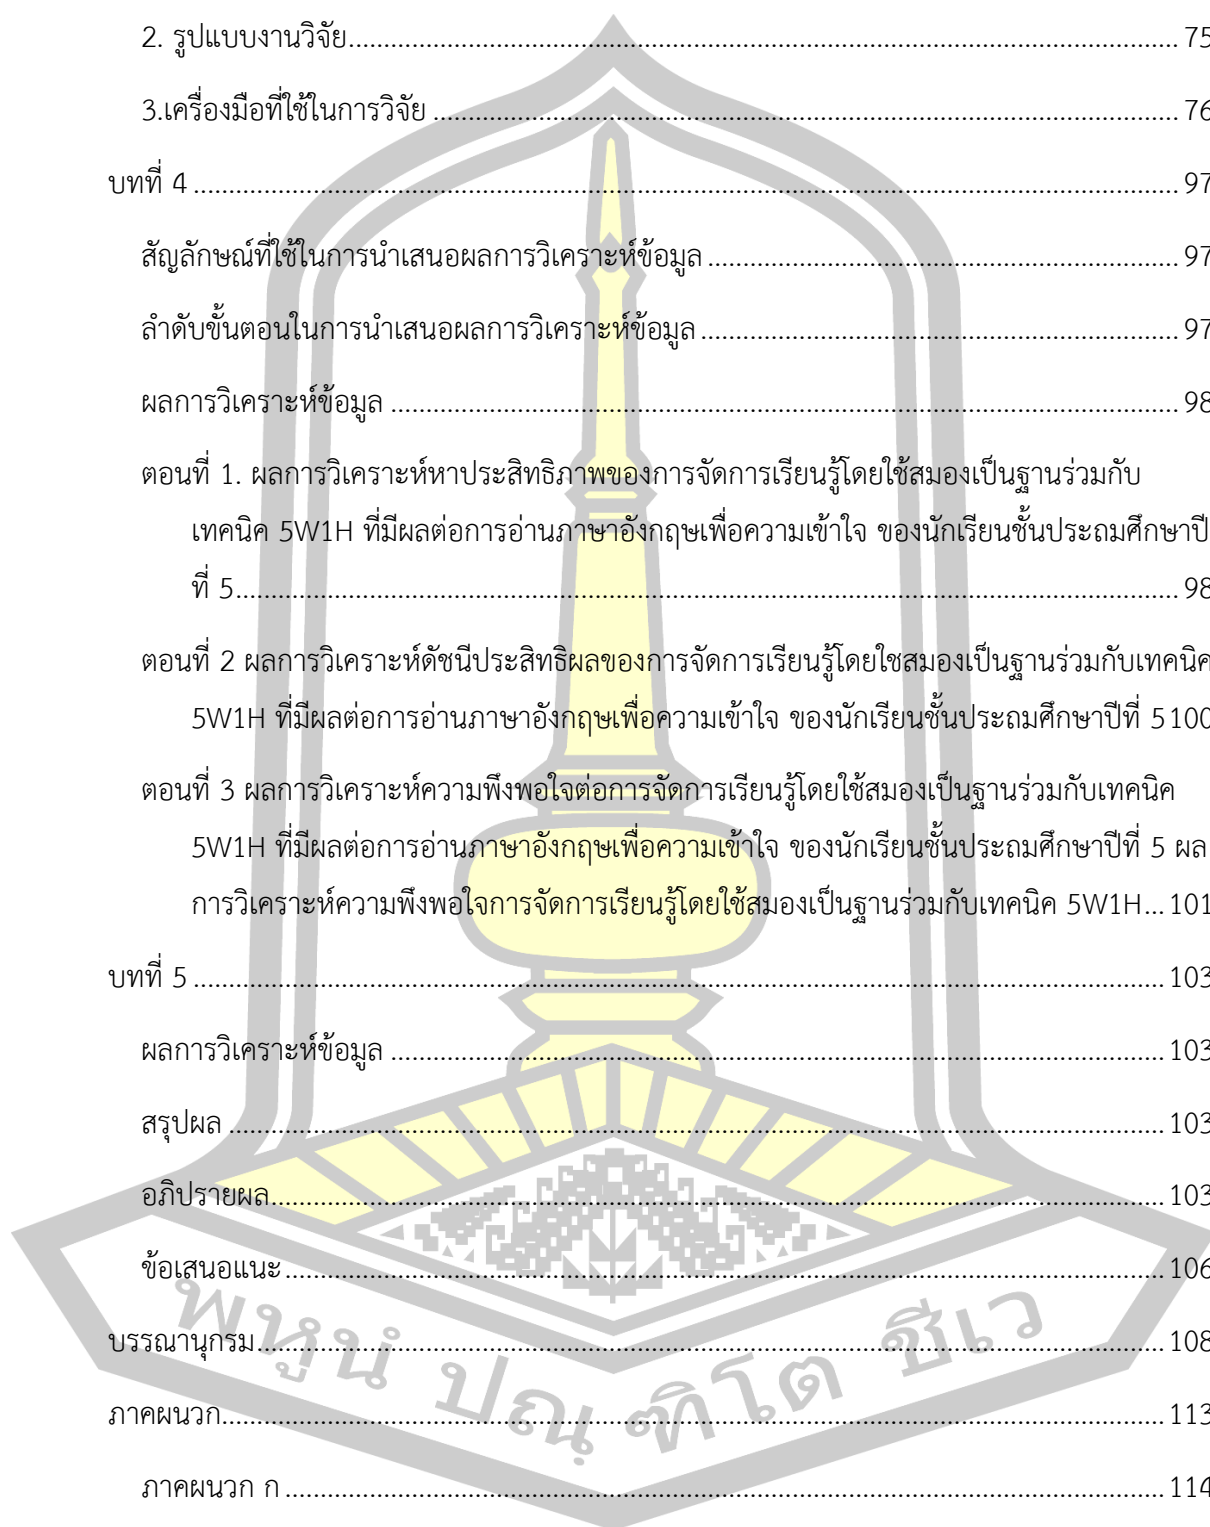 2. รูปแบบงานวิจัย.......................................................................................................... 75
3.เครื่องมือที่ใช้ในการวิจัย ............................................................................................... 76
บทที่ 4 ............................................................................................................................. 97
สัญลักษณ์ที่ใช้ในการนำเสนอผลการวิเคราะห์ข้อมูล ............................................................ 97
ลำดับขั้นตอนในการนำเสนอผลการวิเคราะห์ข้อมูล ............................................................. 97
ผลการวิเคราะห์ข้อมูล ..................................................................................................... 98
ตอนที่ 1. ผลการวิเคราะห์หาประสิทธิภาพของการจัดการเรียนรู้โดยใช้สมองเป็นฐานร่วมกับ
เทคนิค 5W1H ที่มีผลต่อการอ่านภาษาอังกฤษเพื่อความเข้าใจ ของนักเรียนชั้นประถมศึกษาปี
ที่ 5........................................................................................................................ 98
ตอนที่ 2 ผลการวิเคราะห์ดัชนีประสิทธิผลของการจัดการเรียนรู้โดยใชสมองเป็นฐานร่วมกับเทคนิค
5W1H ที่มีผลต่อการอ่านภาษาอังกฤษเพื่อความเข้าใจ ของนักเรียนชั้นประถมศึกษาปีที่ 5100
ตอนที่ 3 ผลการวิเคราะห์ความพึงพอใจต่อการจัดการเรียนรู้โดยใช้สมองเป็นฐานร่วมกับเทคนิค
5W1H ที่มีผลต่อการอ่านภาษาอังกฤษเพื่อความเข้าใจ ของนักเรียนชั้นประถมศึกษาปีที่ 5 ผล
การวิเคราะห์ความพึงพอใจการจัดการเรียนรู้โดยใช้สมองเป็นฐานร่วมกับเทคนิค 5W1H... 101
บทที่ 5 ............................................................................................................................ 103
ผลการวิเคราะห์ข้อมูล .................................................................................................... 103
สรุปผล ......................................................................................................................... 103
อภิปรายผล.................................................................................................................... 103
ข้อเสนอแนะ .................................................................................................................. 106
บรรณานุกรม................................................................................................................... 108
ภาคผนวก........................................................................................................................ 113
ภาคผนวก ก .................................................................................................................. 114
พหูนํ ปณฺฑิโต ชีเว